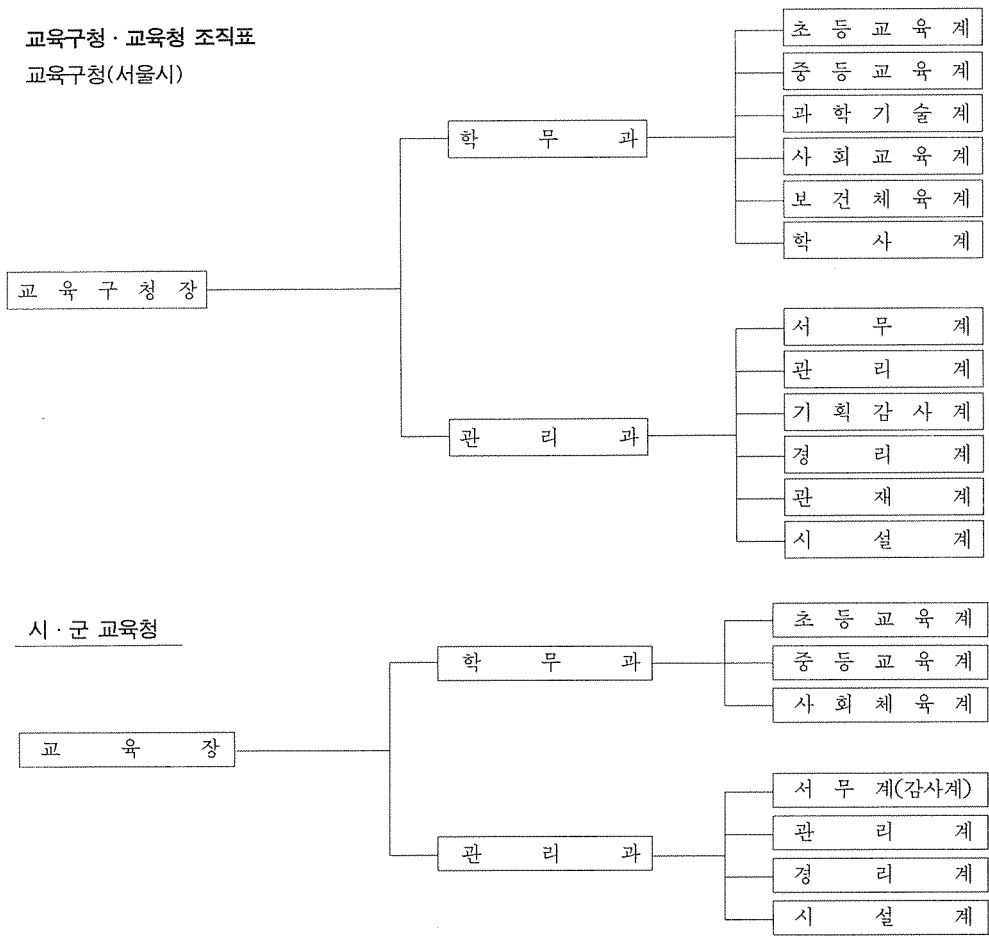 교육구청 · 교육청 조직표
교육구청(서울시)
교육구청장
학무과
초등교육계
중등교육계
과학기술계
사회교육계
보건체육계
학사계
관리과
서무계
관리계
기획감사계
경리계
관재계
시설계
시 · 군 교육청
교육장
학무과
초등교육계
중등교육계
사회체육계
관리과
서무계(감사계)
관리계
경리계
시설계